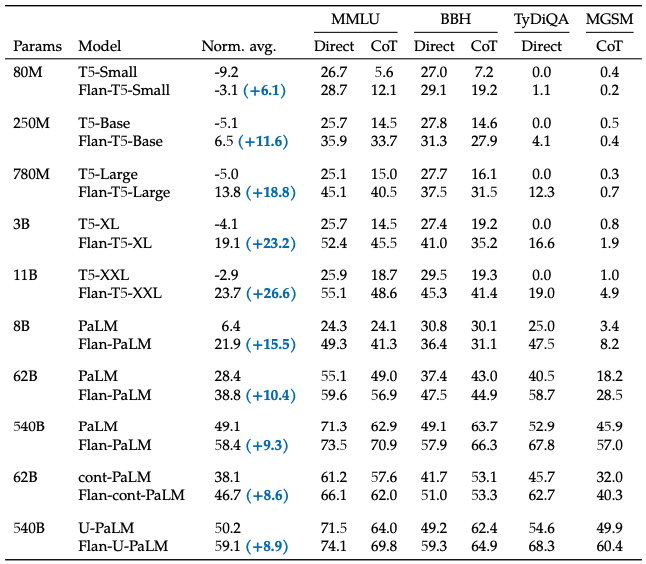 MMLU BBH TyDiQA MGSM
Params Model Norm. avg. Direct CoT Direct CoT Direct CoT
80M T5-Small -9.2 26.7 5.6 27.0 7.2 0.0 0.4
Flan-T5-Small -3.1 (+6.1) 28.7 12.1 29.1 19.2 1.1 0.2
250M T5-Base -5.1 25.7 14.5 27.8 14.6 0.0 0.5
Flan-T5-Base 6.5 (+11.6) 35.9 33.7 31.3 27.9 4.1 0.4
780M T5-Large -5.0 25.1 15.0 27.7 16.1 0.0 0.3
Flan-T5-Large 13.8 (+18.8) 45.1 40.5 37.5 31.5 12.3 0.7
3B T5-XL -4.1 25.7 14.5 27.4 19.2 0.0 0.8
Flan-T5-XL 19.1 (+23.2) 52.4 45.5 41.0 35.2 16.6 1.9
11B T5-XXL -2.9 25.9 18.7 29.5 19.3 0.0 1.0
Flan-T5-XXL 23.7 (+26.6) 55.1 48.6 45.3 41.4 19.0 4.9
8B PaLM 6.4 24.3 24.1 30.8 30.1 25.0 3.4
Flan-PaLM 21.9 (+15.5) 49.3 41.3 36.4 31.1 47.5 8.2
62B PaLM 28.4 55.1 49.0 37.4 43.0 40.5 18.2
Flan-PaLM 38.8 (+10.4) 59.6 56.9 47.5 44.9 58.7 28.5
540B PaLM 49.1 71.3 62.9 49.1 63.7 52.9 45.9
Flan-PaLM 58.4 (+9.3) 73.5 70.9 57.9 66.3 67.8 57.0
62B cont-PaLM 38.1 61.2 57.6 41.7 53.1 45.7 32.0
Flan-cont-PaLM 46.7 (+8.6) 66.1 62.0 51.0 53.3 62.7 40.3
540B U-PaLM 50.2 71.5 64.0 49.2 62.4 54.6 49.9
Flan-U-PaLM 59.1 (+8.9) 74.1 69.8 59.3 64.9 68.3 60.4